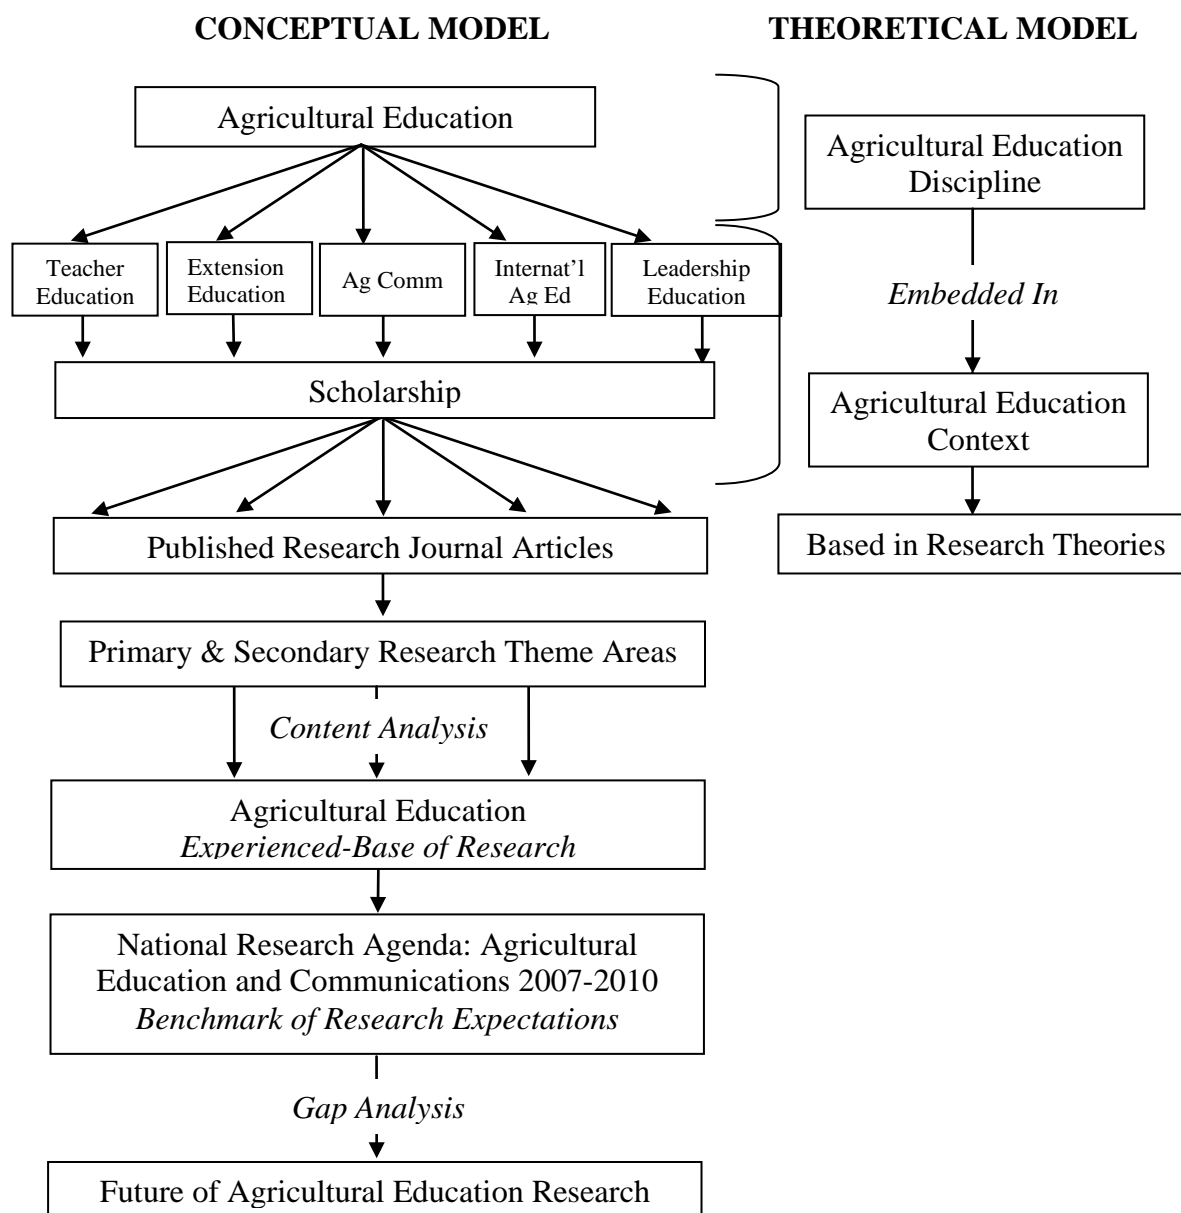 CONCEPTUAL MODEL
THEORETICAL MODEL
Agricultural Education
Agricultural Education
Discipline
Teacher
Education
Extension
Education
Ag Comm
Internat’l
Ag Ed
Leadership
Education
Embedded In
Scholarship
Agricultural Education
Context
Published Research Journal Articles
Based in Research Theories
Primary & Secondary Research Theme Areas
Content Analysis
Agricultural Education
Experienced-Base of Research
National Research Agenda: Agricultural
Education and Communications 2007-2010
Benchmark of Research Expectations
Gap Analysis
Future of Agricultural Education Research